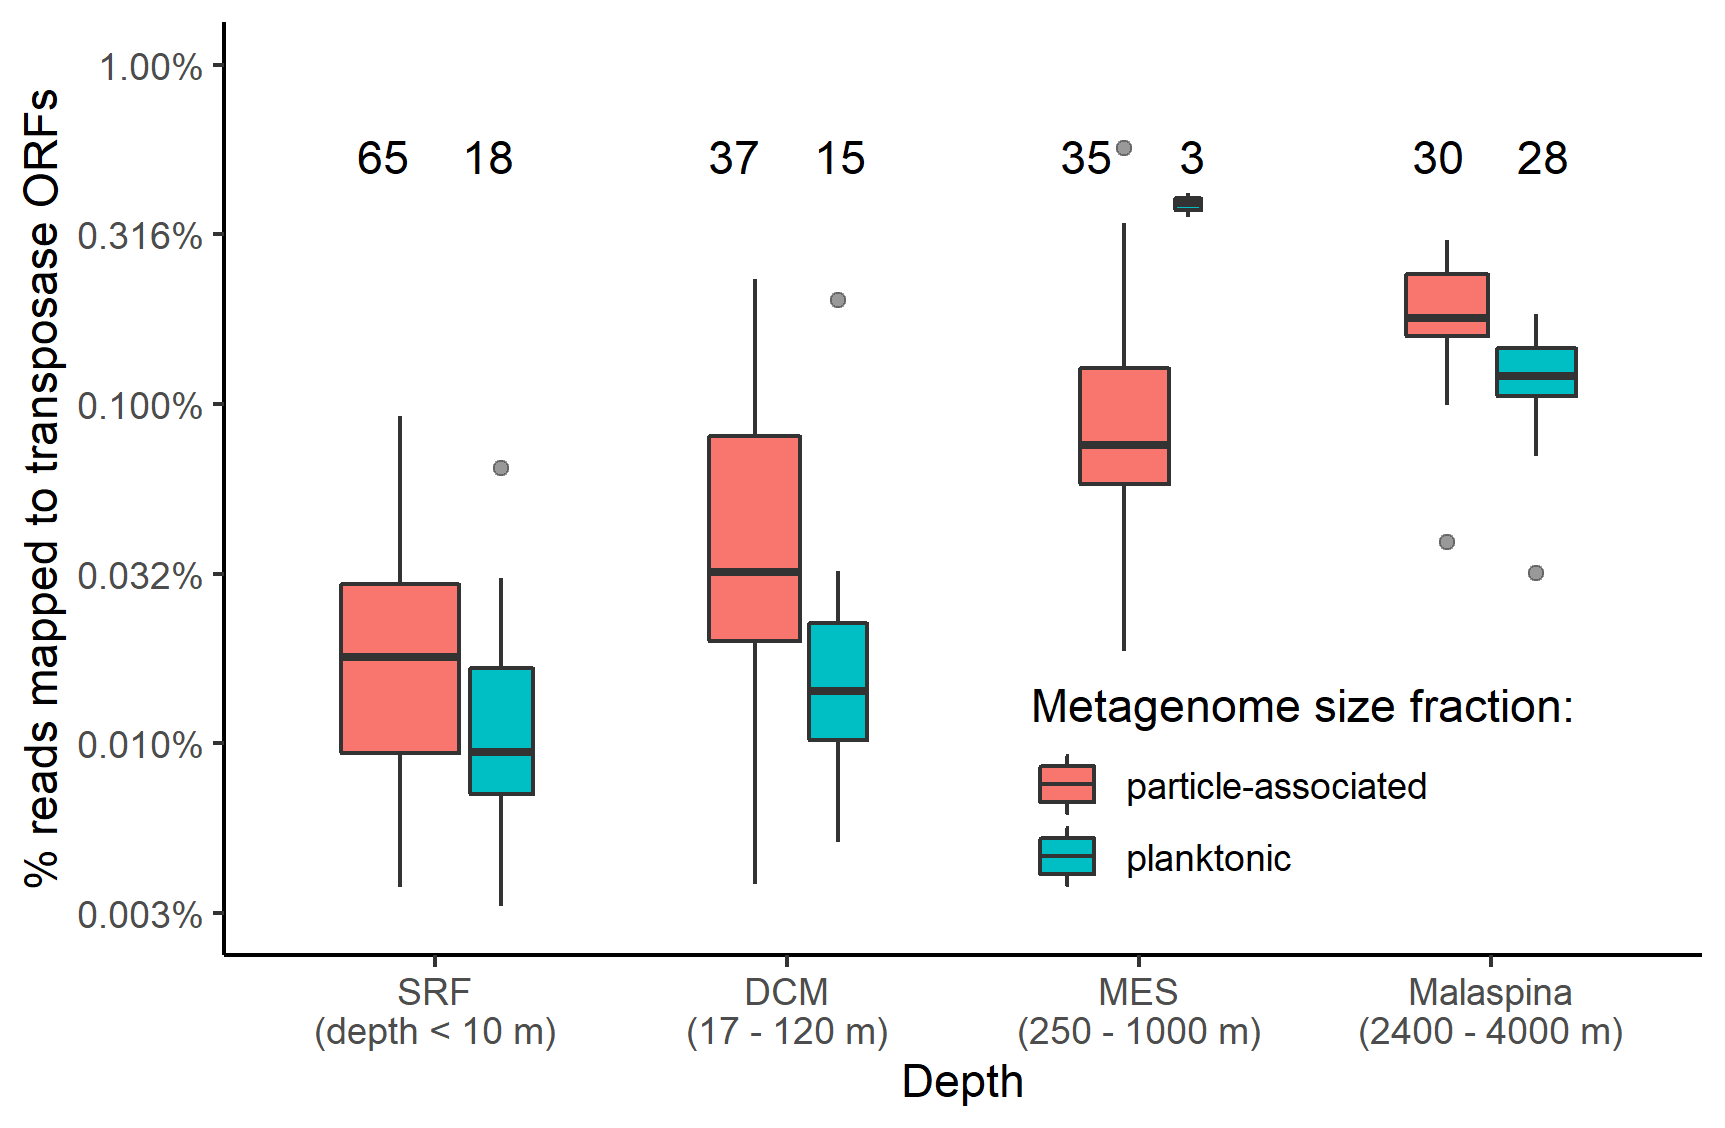 % reads mapped to transposase ORFs
1.00%
0.316%
0.100%
0.032%
0.010%
0.003%
65 18 37 15 35 3 30 28
Metagenome size fraction:
particle-associated
planktonic
SRF DCM MES Malaspina
(depth < 10 m) (17 - 120 m) (250 - 1000 m) (2400 - 4000 m)
Depth